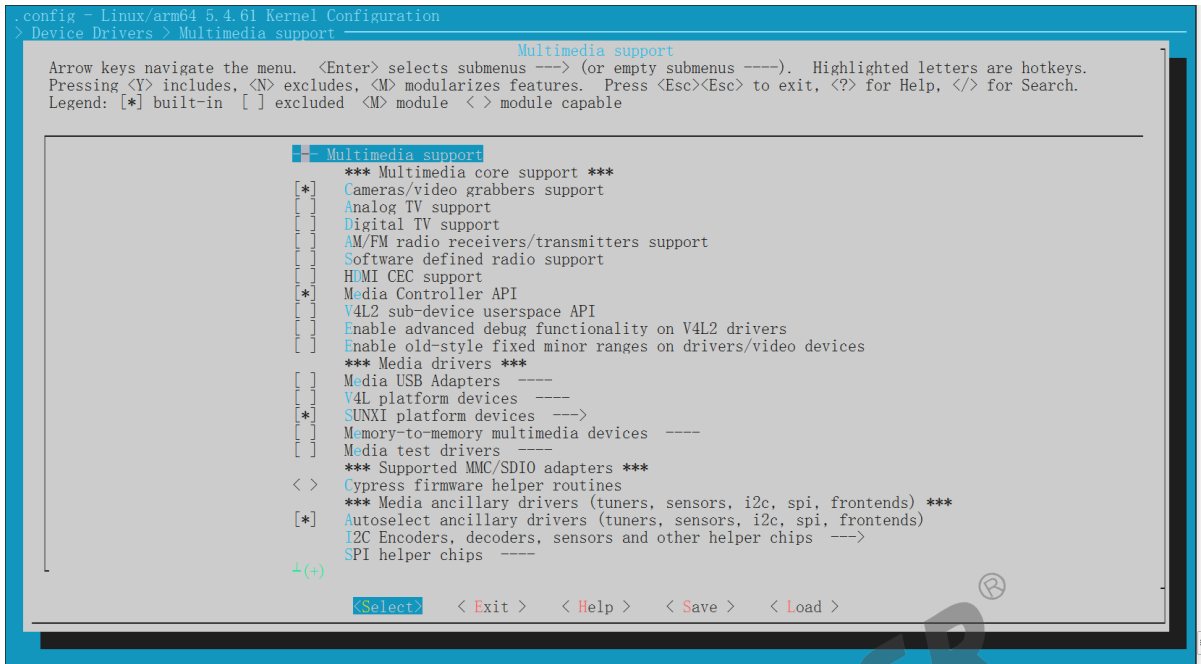 .config - Linux/arm64 5.4.61 Kernel Configuration
> Device Drivers > Multimedia support
Multimedia support
Arrow keys navigate the menu. <Enter> selects submenus ---> (or empty submenus ----). Highlighted letters are hotkeys.
Pressing <Y> includes, <N> excludes, <M> modularizes features. Press <Esc><Esc> to exit, <?> for Help, </> for Search.
Legend: [*] built-in [ ] excluded <M> module < > module capable
--- Multimedia support
*** Multimedia core support ***
[*] Cameras/video grabbers support
[ ] Analog TV support
[ ] Digital TV support
[ ] AM/FM radio receivers/transmitters support
[ ] Software defined radio support
[ ] HDMI CEC support
[*] Media Controller API
[ ] V4L2 sub-device userspace API
[ ] Enable advanced debug functionality on V4L2 drivers
[ ] Enable old-style fixed minor ranges on drivers/video devices
*** Media drivers ***
[ ] Media USB Adapters ----
[ ] V4L platform devices ----
[*] SUNXI platform devices --->
[ ] Memory-to-memory multimedia devices ----
[ ] Media test drivers ----
*** Supported MMC/SDIO adapters ***
< > Cypress firmware helper routines
*** Media ancillary drivers (tuners, sensors, i2c, spi, frontends) ***
[*] Autoselect ancillary drivers (tuners, sensors, i2c, spi, frontends)
I2C Encoders, decoders, sensors and other helper chips --->
SPI helper chips ----
┴(+)
<Select> < Exit > < Help > < Save > < Load >
®